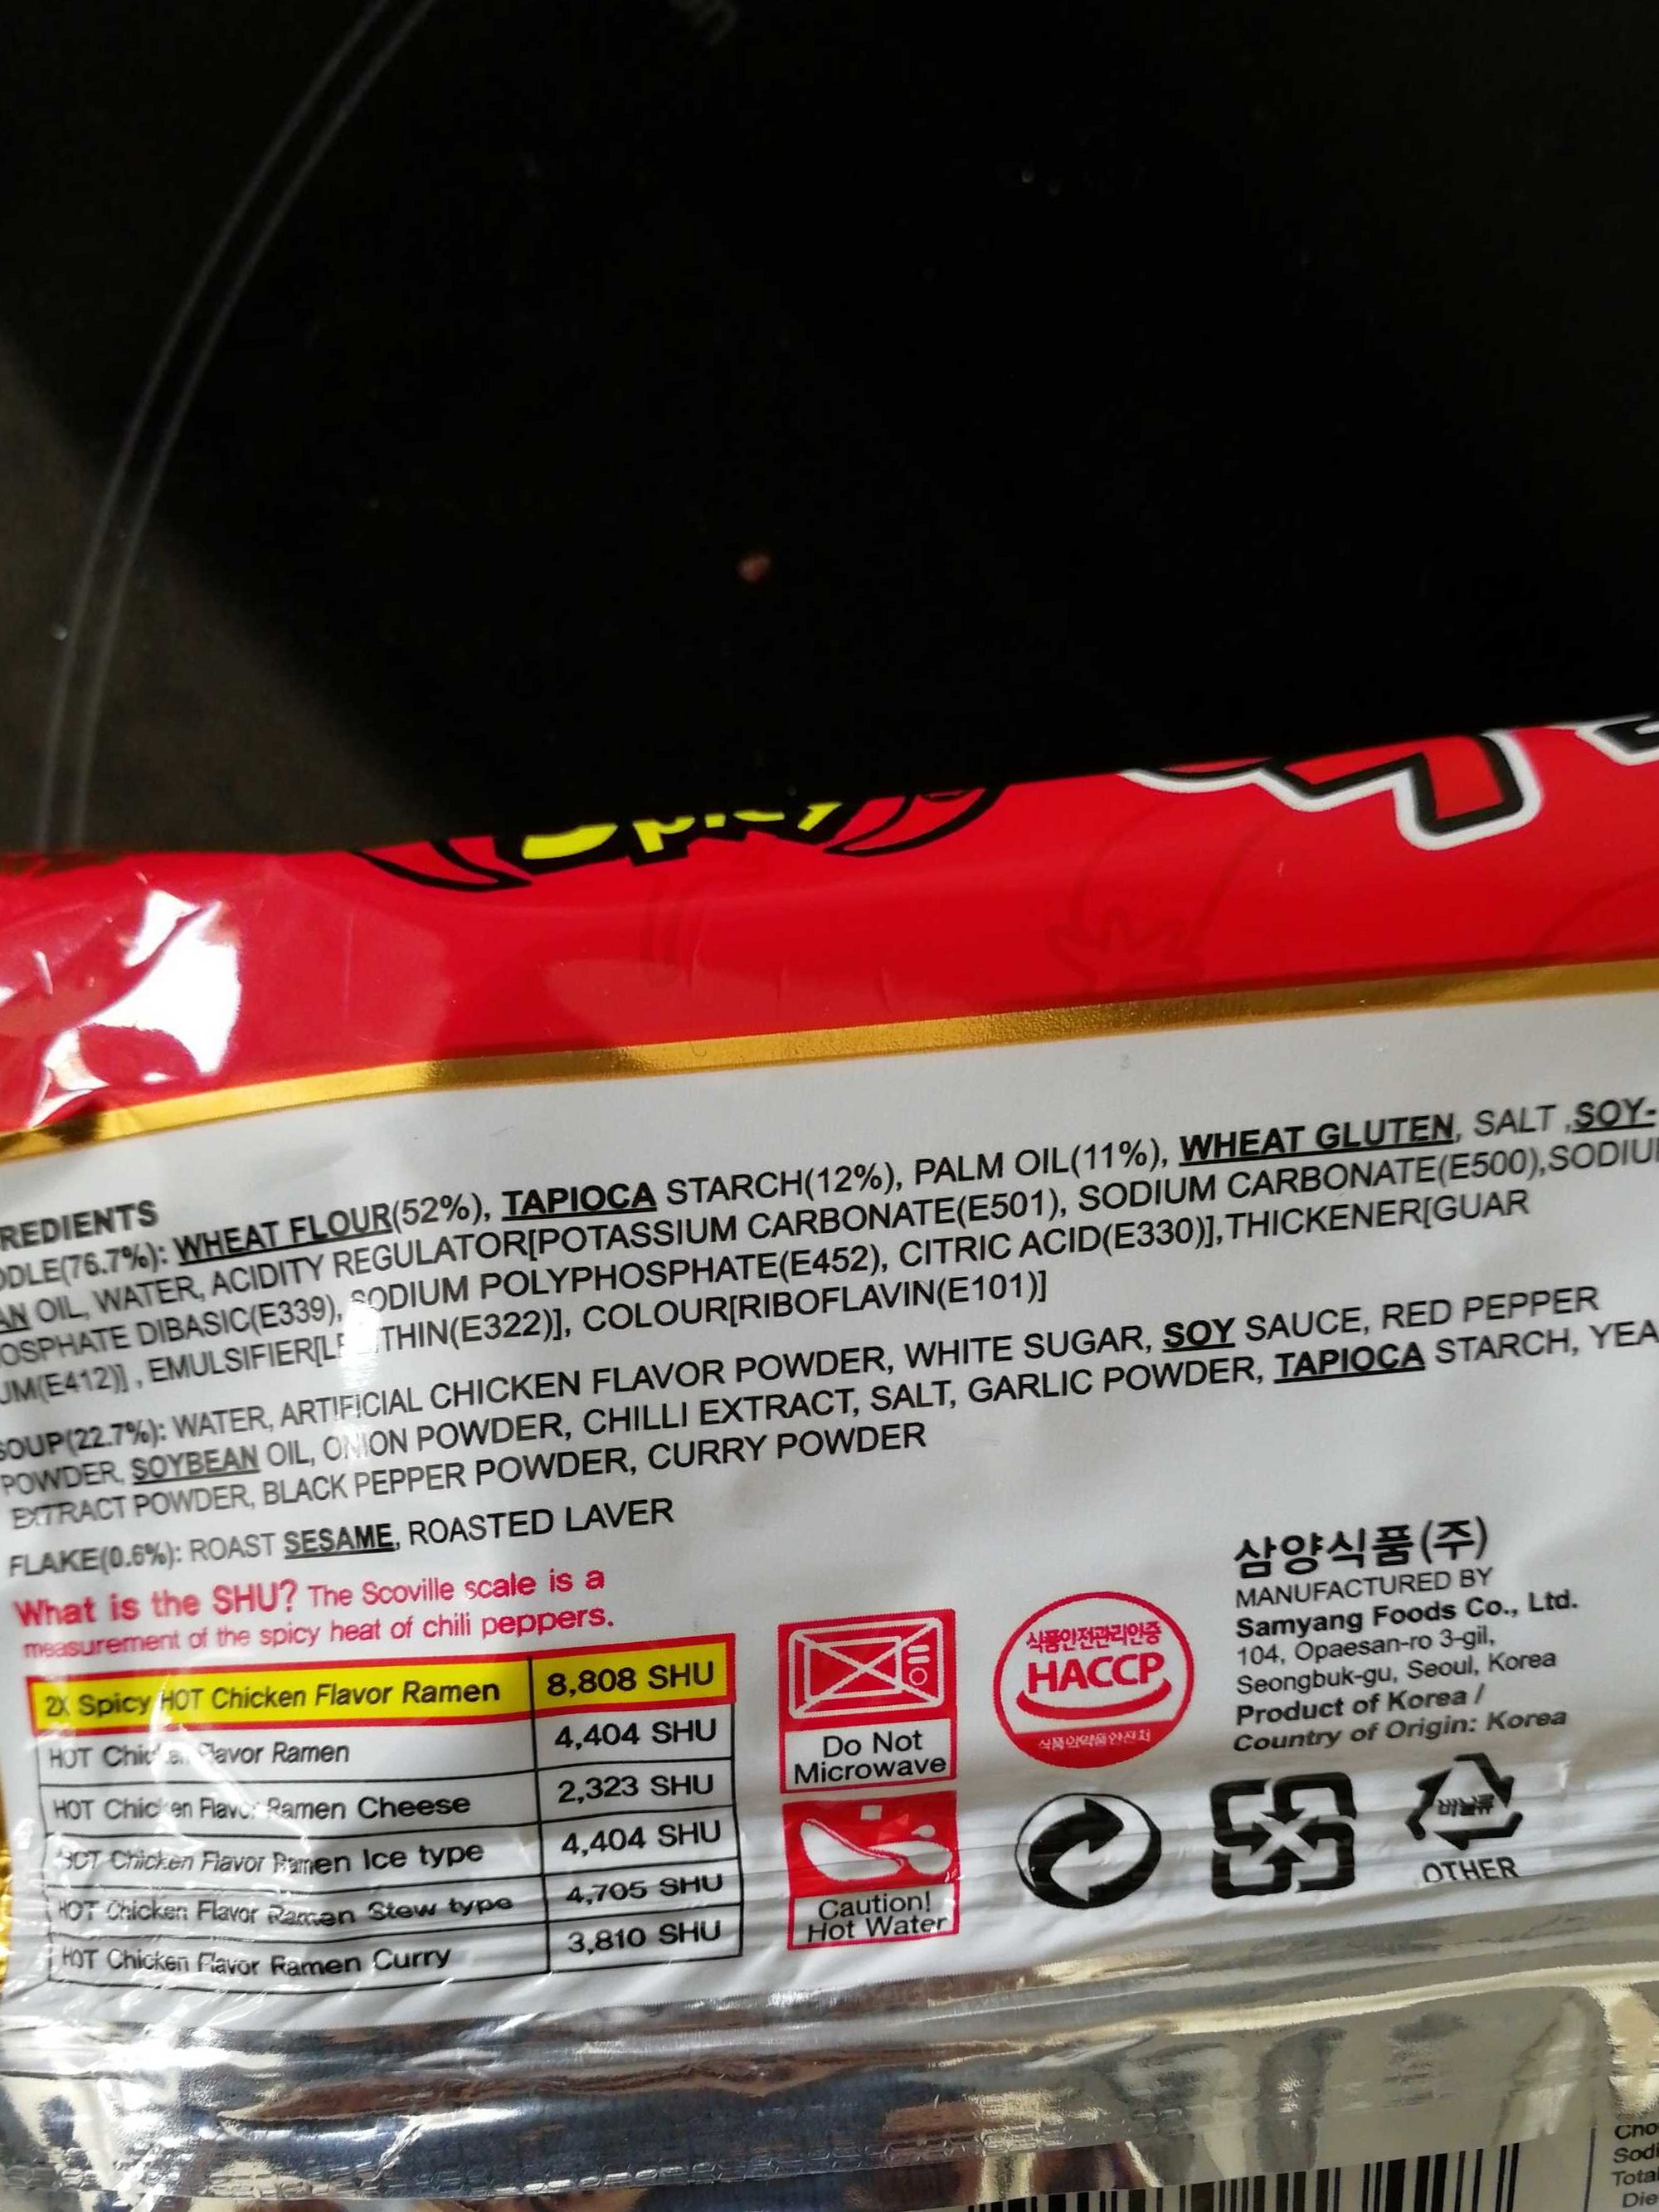 Spicy
REDIENTS
ODLE(76.7%): WHEAT FLOUR(52%), TAPIOCA STARCH(12%), PALM OIL(11%), WHEAT GLUTEN, SALT ,SOY-
AN OIL, WATER, ACIDITY REGULATOR[POTASSIUM CARBONATE(E501), SODIUM CARBONATE(E500),SODIU
OSPHATE DIBASIC(E339), SODIUM POLYPHOSPHATE(E452), CITRIC ACID(E330)],THICKENER[GUAR
UM(E412)] , EMULSIFIER[LECITHIN(E322)], COLOUR[RIBOFLAVIN(E101)]
SOUP(22.7%): WATER, ARTIFICIAL CHICKEN FLAVOR POWDER, WHITE SUGAR, SOY SAUCE, RED PEPPER
POWDER, SOYBEAN OIL, ONION POWDER, CHILLI EXTRACT, SALT, GARLIC POWDER, TAPIOCA STARCH, YEA
EXTRACT POWDER, BLACK PEPPER POWDER, CURRY POWDER
FLAKE(0.6%): ROAST SESAME, ROASTED LAVER
What is the SHU? The Scoville scale is a
measurement of the spicy heat of chili peppers.
2X Spicy HOT Chicken Flavor Ramen 8,808 SHU
HOT Chicken Flavor Ramen 4,404 SHU
HOT Chicken Flavor Ramen Cheese 2,323 SHU
HOT Chicken Flavor Ramen Ice type 4,404 SHU
HOT Chicken Flavor Ramen Stew type 4,705 SHU
HOT Chicken Flavor Ramen Curry 3,810 SHU
Do Not
Microwave
Caution!
Hot Water
식품안전관리인증
HACCP
식품의약품안전처
삼양식품(주)
MANUFACTURED BY
Samyang Foods Co., Ltd.
104, Opaesan-ro 3-gil,
Seongbuk-gu, Seoul, Korea
Product of Korea /
Country of Origin: Korea
비닐류
OTHER
Cho
Sodi
Total
Die